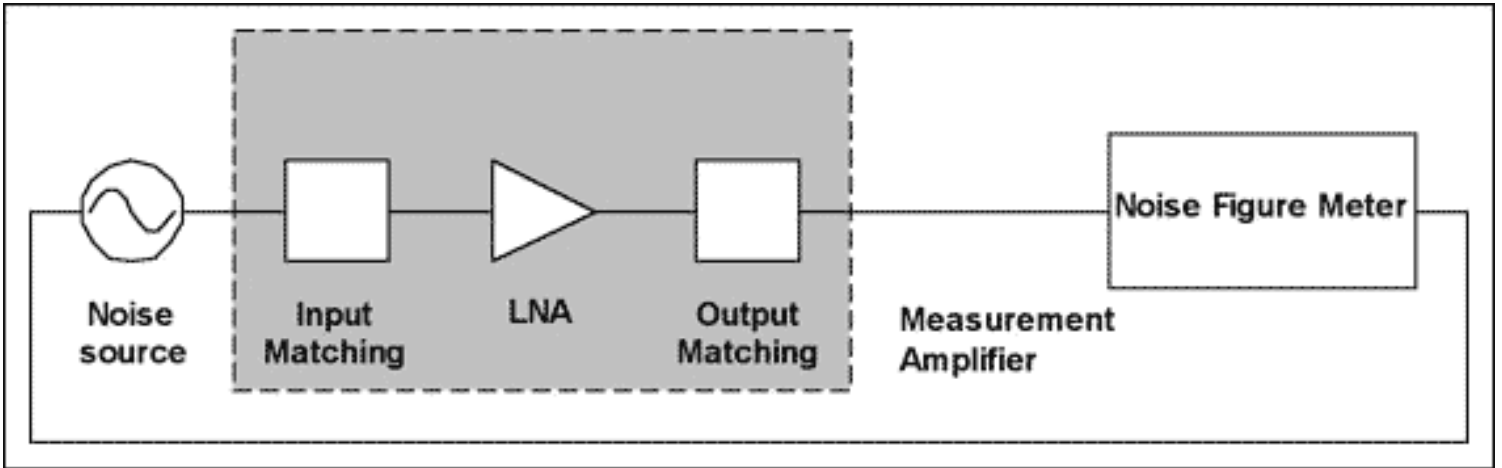 Noise Figure Meter
Noise
source
Input
Matching
LNA
Output
Matching
Measurement
Amplifier